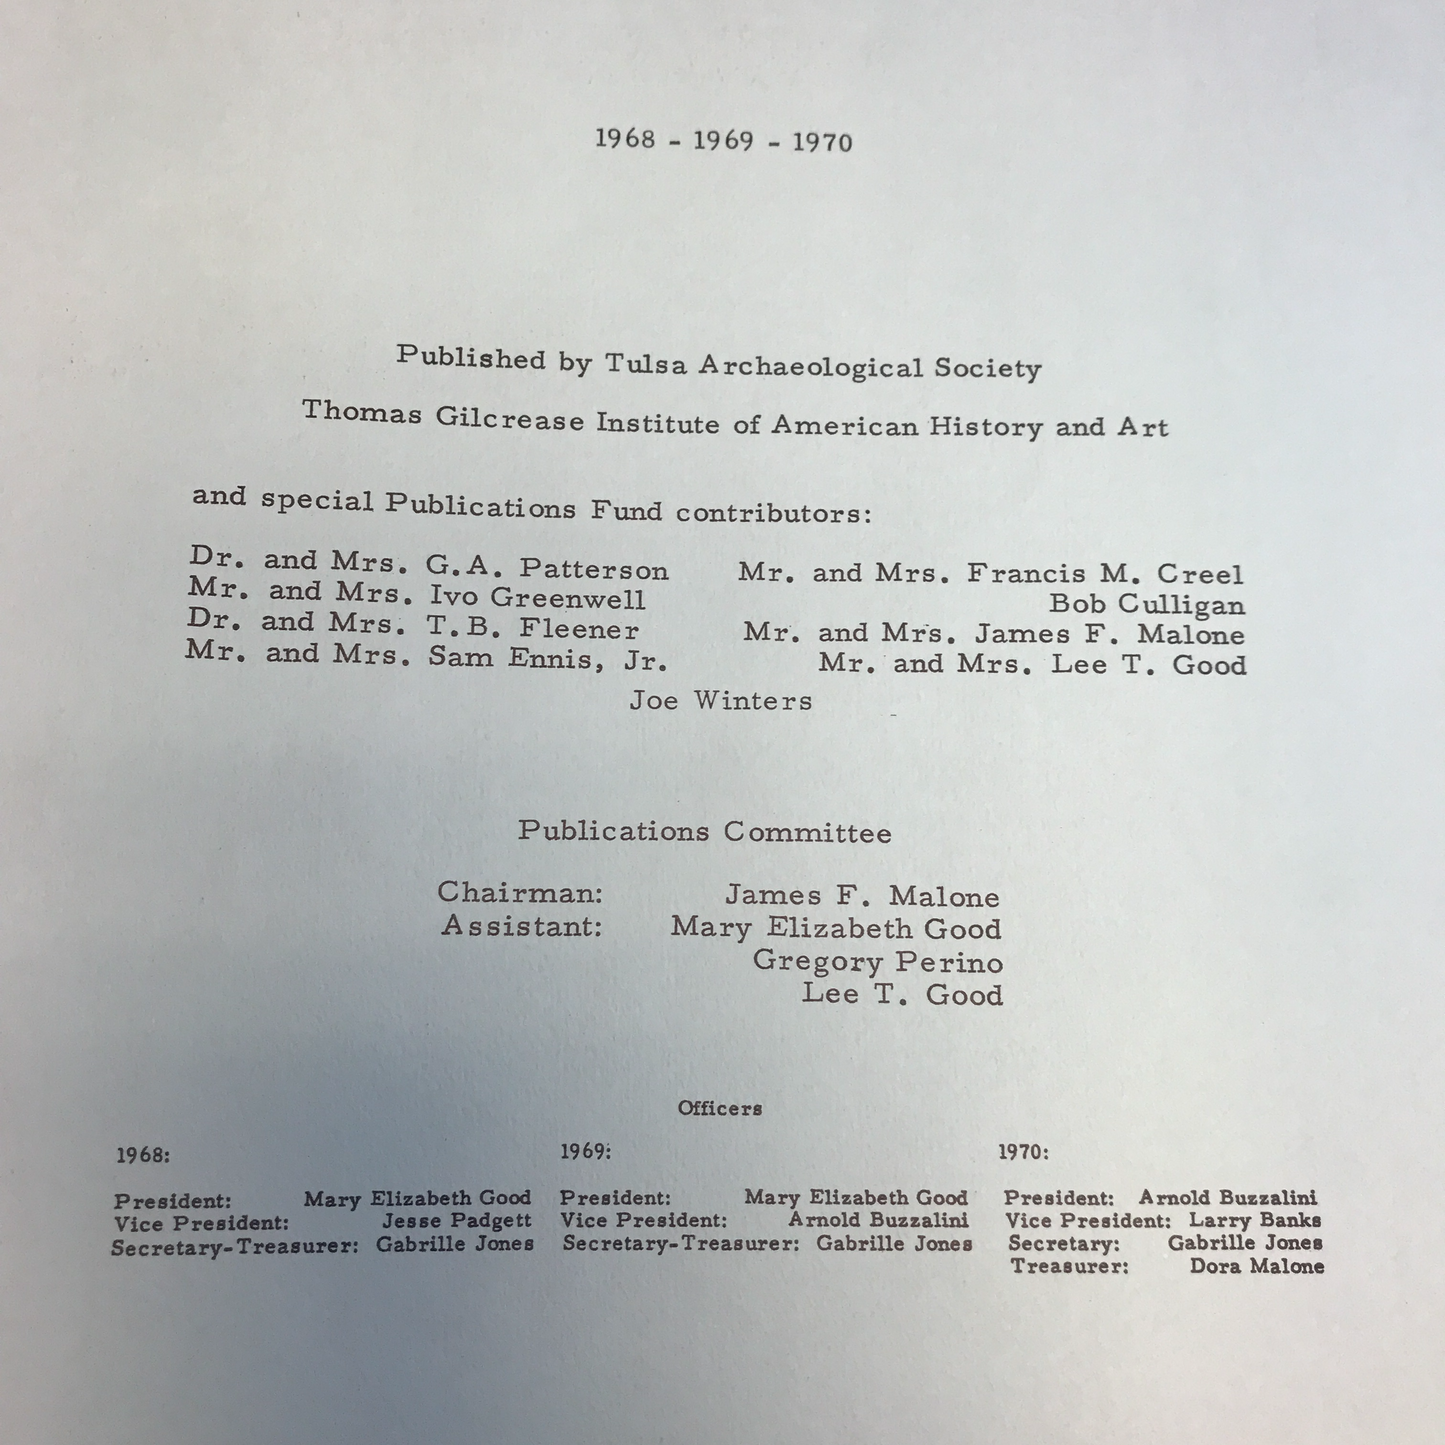 1968 - 1969 - 1970
Published by Tulsa Archaeological Society
Thomas Gilcrease Institute of American History and Art
and special Publications Fund contributors:
Dr. and Mrs. G.A. Patterson Mr. and Mrs. Francis M. Creel
Mr. and Mrs. Ivo Greenwell Bob Culligan
Dr. and Mrs. T.B. Fleener Mr. and Mrs. James F. Malone
Mr. and Mrs. Sam Ennis, Jr. Mr. and Mrs. Lee T. Good
Joe Winters
Publications Committee
Chairman: James F. Malone
Assistant: Mary Elizabeth Good
Gregory Perino
Lee T. Good
Officers
1968: 1969: 1970:
President: Mary Elizabeth Good President: Mary Elizabeth Good President: Arnold Buzzalini
Vice President: Jesse Padgett Vice President: Arnold Buzzalini Vice President: Larry Banks
Secretary-Treasurer: Gabrille Jones Secretary-Treasurer: Gabrille Jones Secretary: Gabrille Jones
Treasurer: Dora Malone